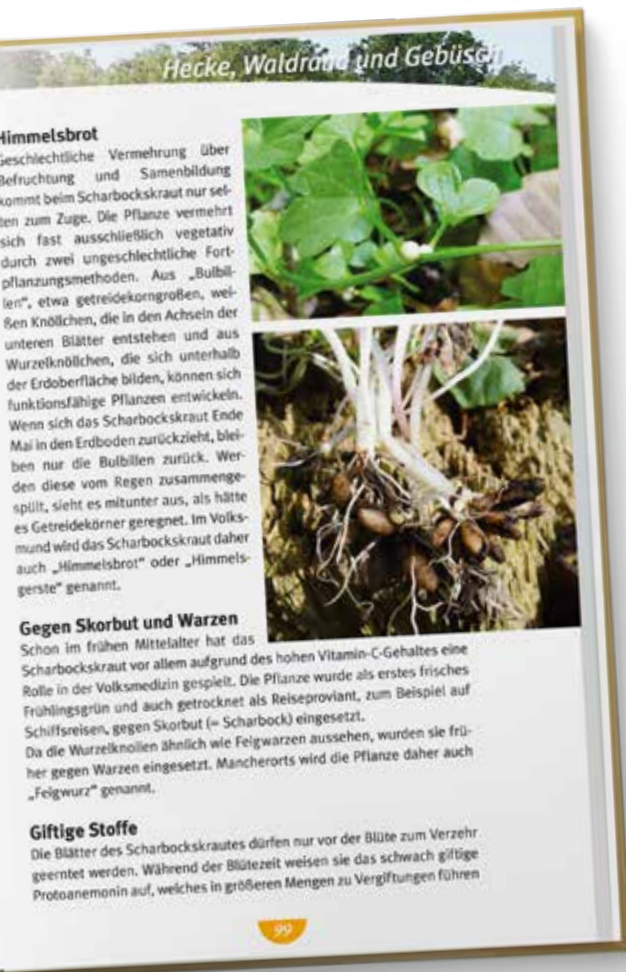 Hecke, Waldrand und Gebüsch
Himmelsbrot
Geschlechtliche Vermehrung über
Befruchtung und Samenbildung
kommt beim Scharbockskraut nur sel-
ten zum Zuge. Die Pflanze vermehrt
sich fast ausschließlich vegetativ
durch zwei ungeschlechtliche Fort-
pflanzungsmethoden. Aus „Bulbil-
len“, etwa getreidekorngroßen, wei-
ßen Knöllchen, die in den Achseln der
unteren Blätter entstehen und aus
Wurzelknöllchen, die sich unterhalb
der Erdoberfläche bilden, können sich
funktionsfähige Pflanzen entwickeln.
Wenn sich das Scharbockskraut Ende
Mai in den Erdboden zurückzieht, blei-
ben nur die Bulbillen zurück. Wer-
den diese vom Regen zusammenge-
spült, sieht es mitunter aus, als hätte
es Getreidekörner geregnet. Im Volks-
mund wird das Scharbockskraut daher
auch „Himmelsbrot“ oder „Himmels-
gerste“ genannt.
Gegen Skorbut und Warzen
Schon im frühen Mittelalter hat das
Scharbockskraut vor allem aufgrund des hohen Vitamin-C-Gehaltes eine
Rolle in der Volksmedizin gespielt. Die Pflanze wurde als erstes frisches
Frühlingsgrün und auch getrocknet als Reiseproviant, zum Beispiel auf
Schiffsreisen, gegen Skorbut (= Scharbock) eingesetzt.
Da die Wurzelknollen ähnlich wie Feigwarzen aussehen, wurden sie frü-
her gegen Warzen eingesetzt. Mancherorts wird die Pflanze daher auch
„Feigwurz“ genannt.
Giftige Stoffe
Die Blätter des Scharbockskrautes dürfen nur vor der Blüte zum Verzehr
geerntet werden. Während der Blütezeit weisen sie das schwach giftige
Protoanemonin auf, welches in größeren Mengen zu Vergiftungen führen
99